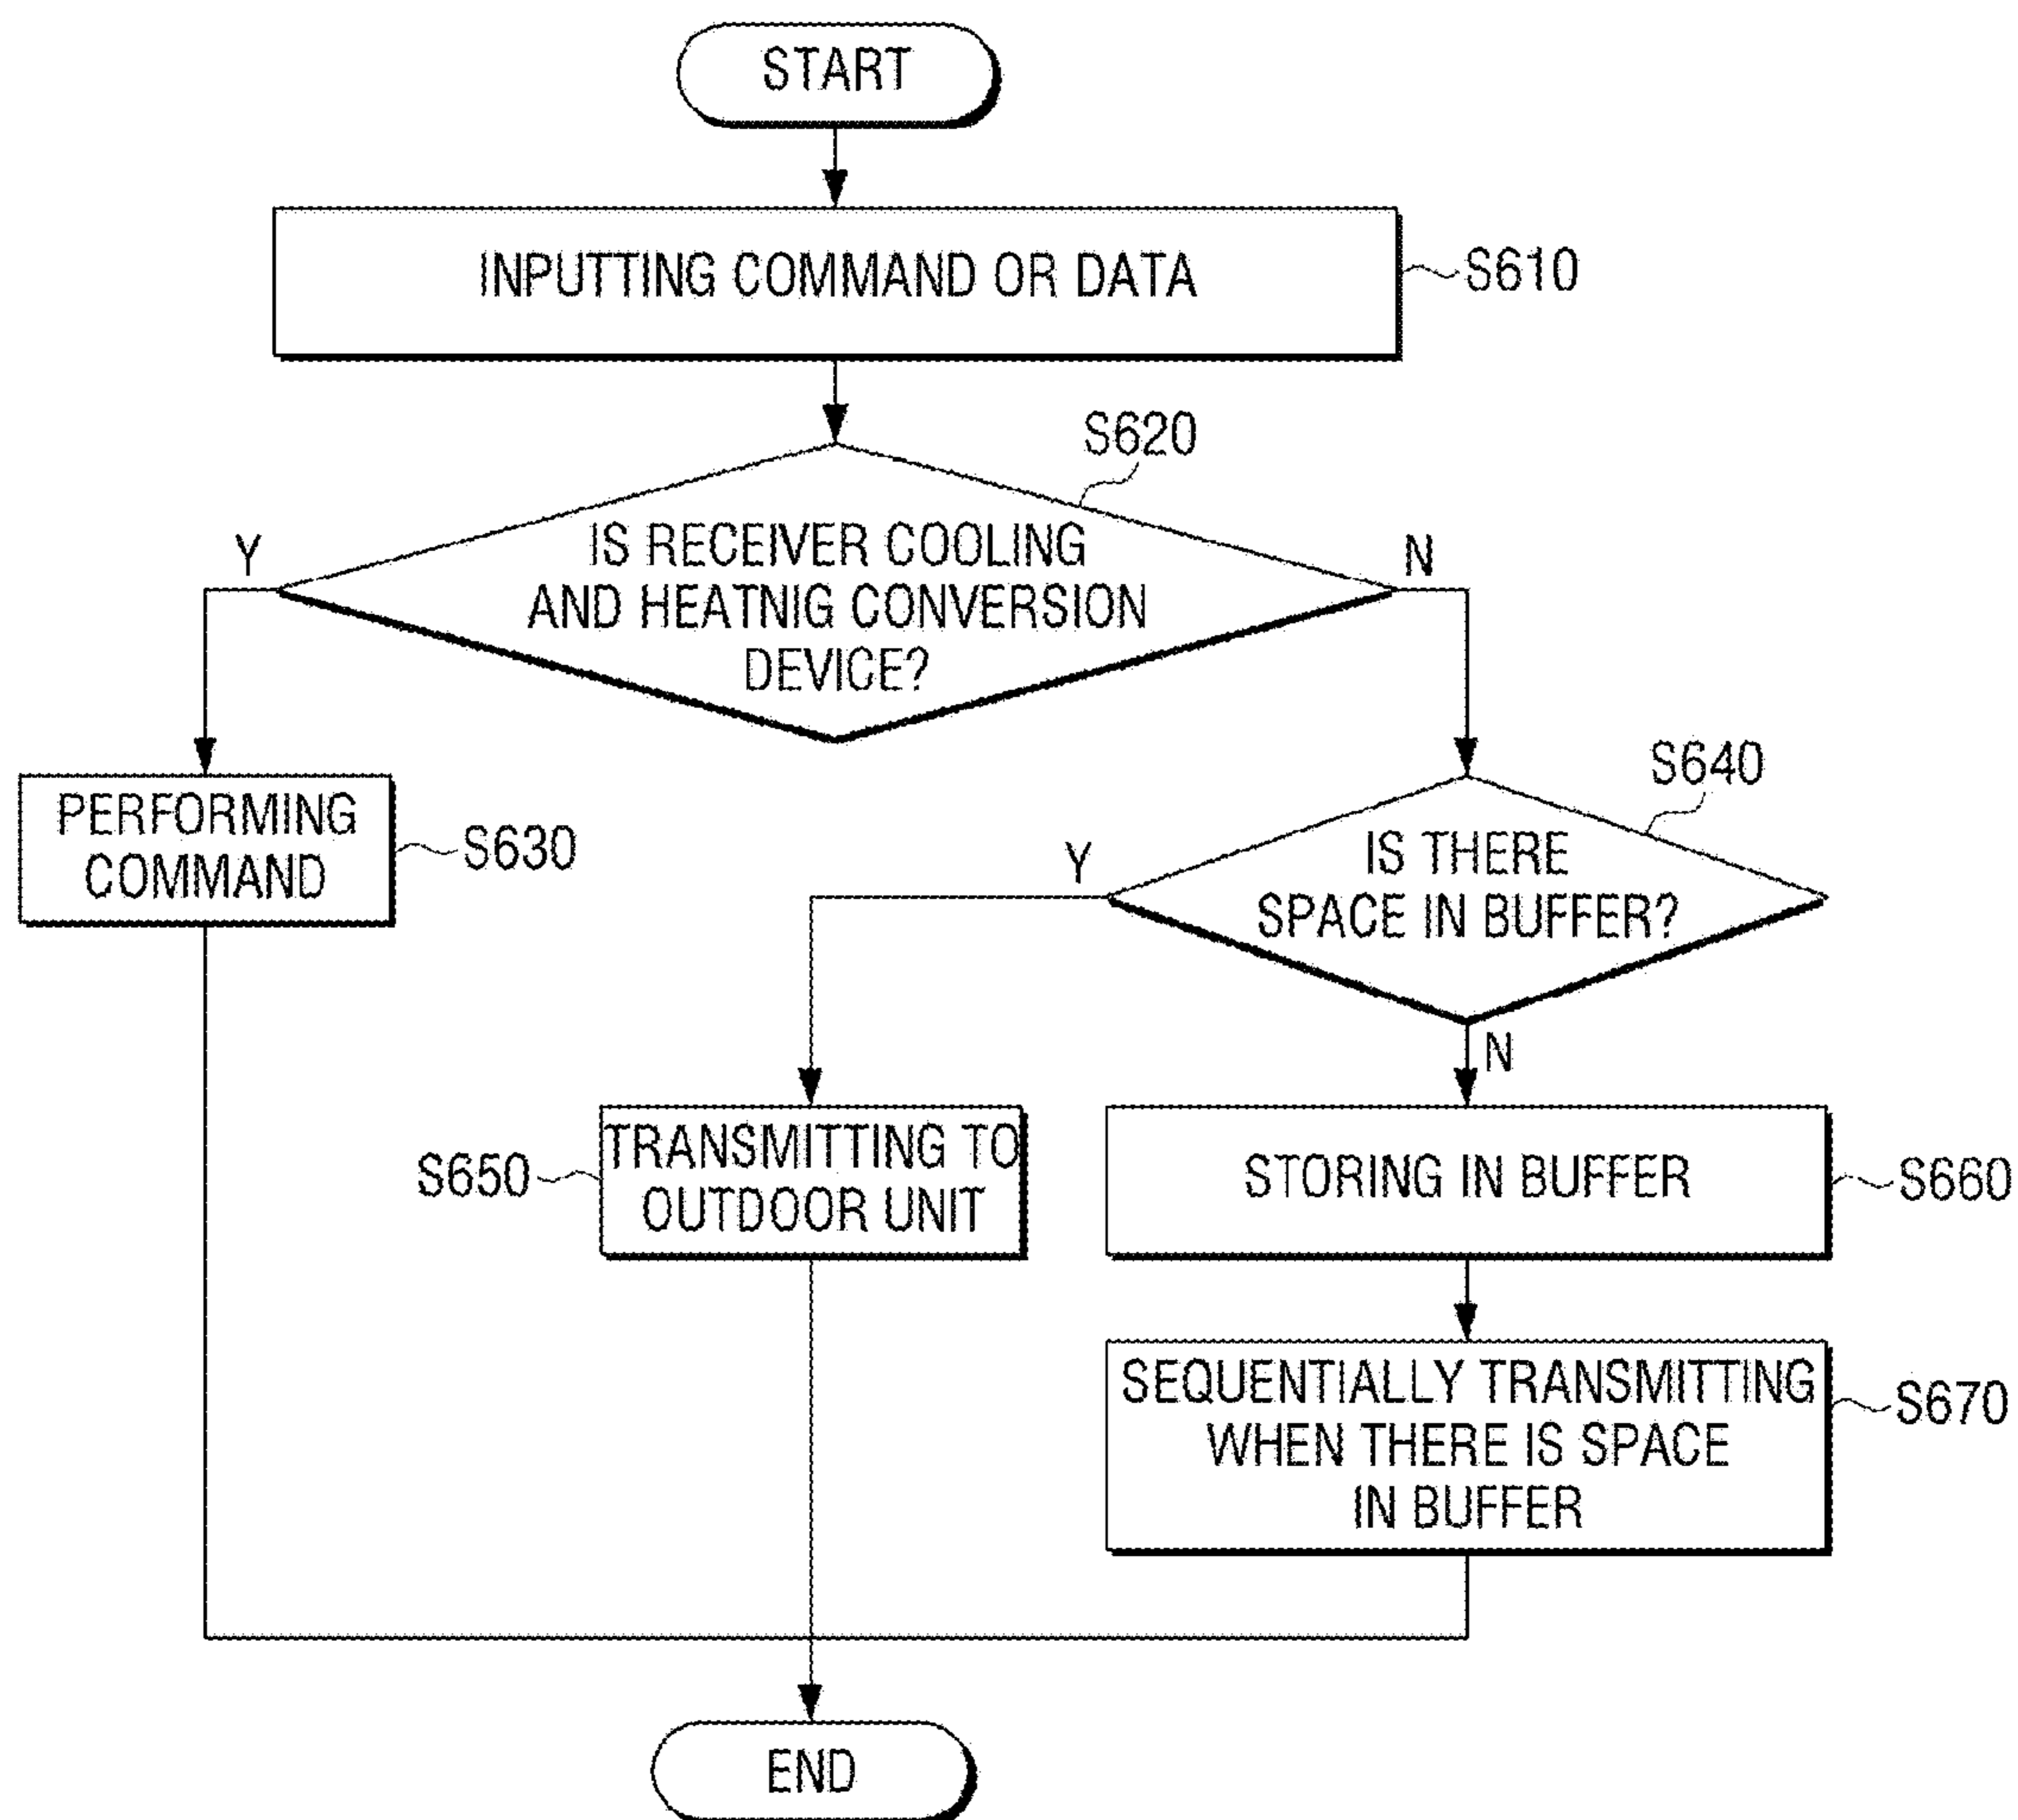 START
INPUTTING COMMAND OR DATA
S610
S620
IS RECEIVER COOLING
AND HEATNIG CONVERSION
DEVICE?
Y
N
PERFORMING
COMMAND
S630
S640
IS THERE
SPACE IN BUFFER?
Y
N
S650
TRANSMITTING TO
OUTDOOR UNIT
STORING IN BUFFER
S660
SEQUENTIALLY TRANSMITTING
WHEN THERE IS SPACE
IN BUFFER
S670
END